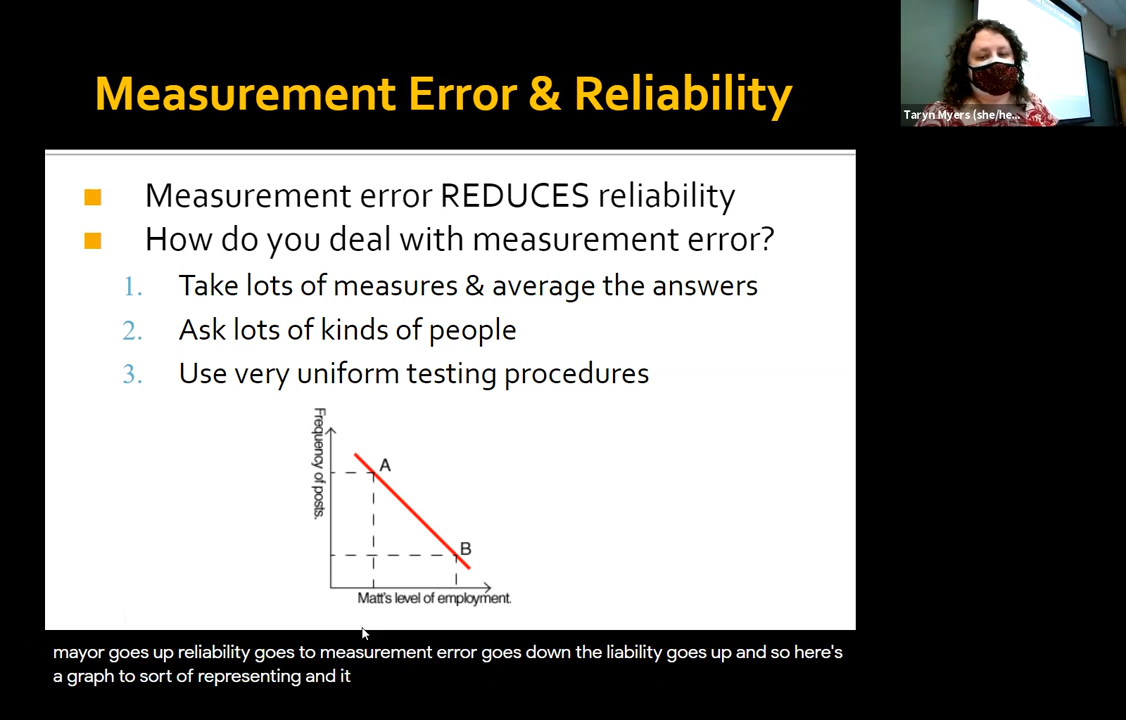 Measurement Error & Reliability
Taryn Myers (she/he...
Measurement error REDUCES reliability
How do you deal with measurement error?
1. Take lots of measures & average the answers
2. Ask lots of kinds of people
3. Use very uniform testing procedures
Frequency of posts.
A
B
Matt's level of employment.
mayor goes up reliability goes to measurement error goes down the liability goes up and so here's
a graph to sort of representing and it